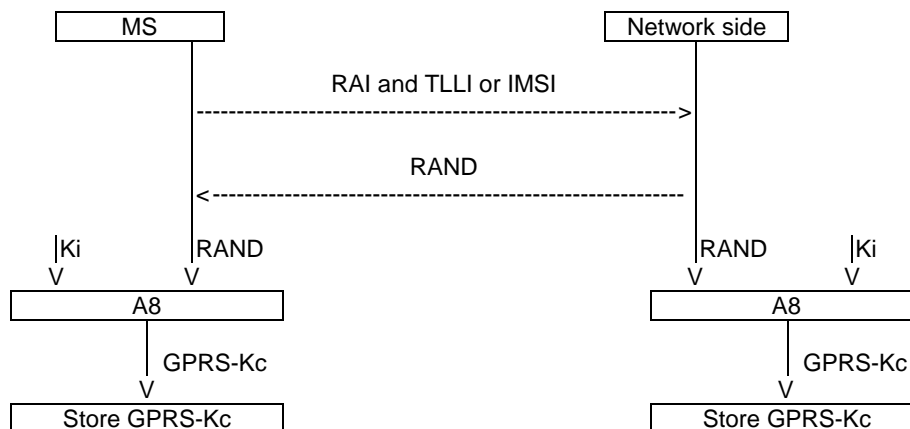 MS Network side
RAI and TLLI or IMSI
RAND
Ki RAND RAND Ki
A8 A8
GPRS-Kc GPRS-Kc
Store GPRS-Kc Store GPRS-Kc